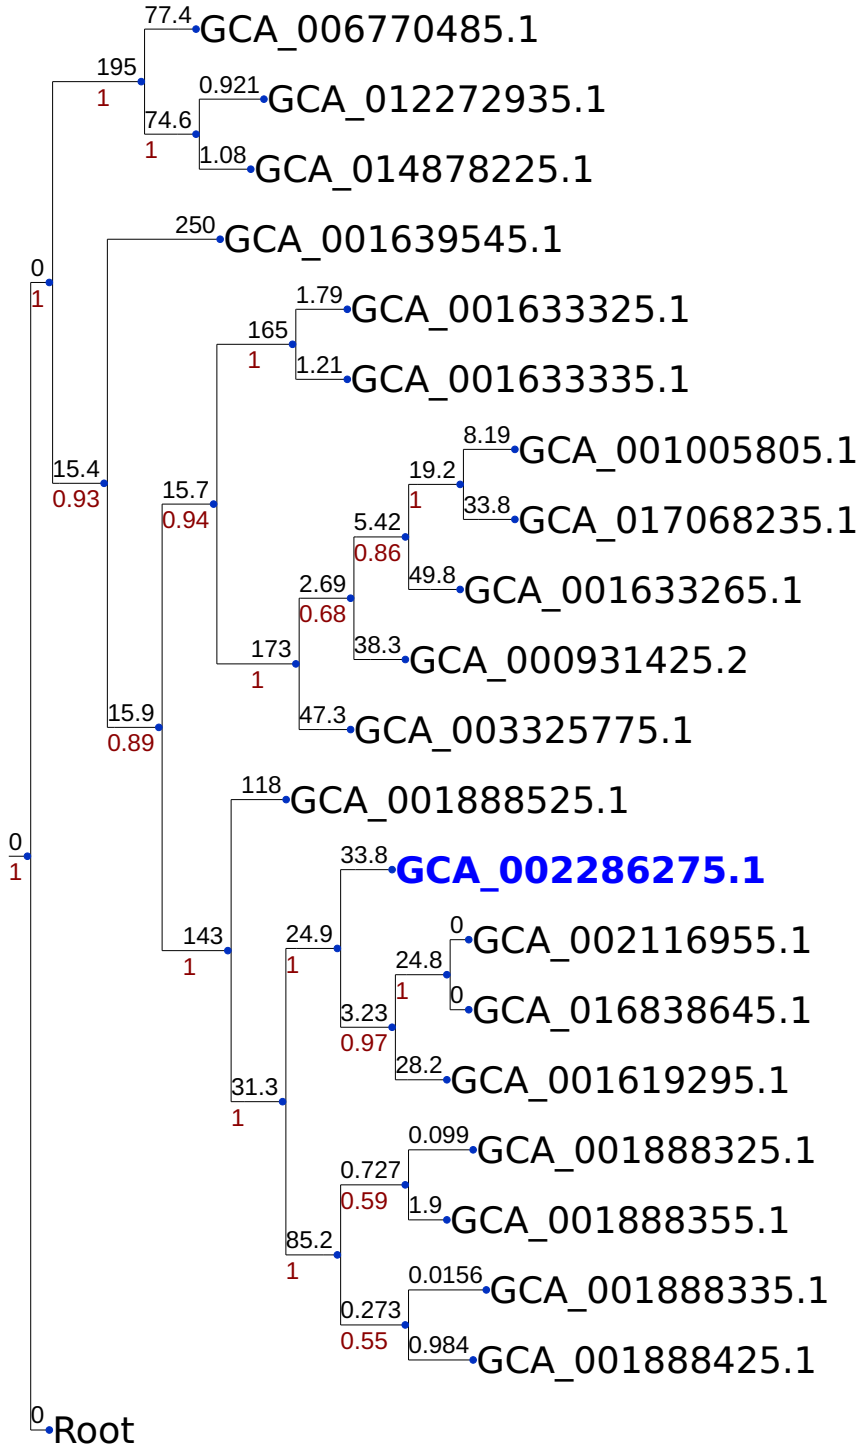 77.4 GCA_006770485.1
195
1
0.921 GCA_012272935.1
74.6
1
1.08 GCA_014878225.1
250 GCA_001639545.1
0
1
1.79 GCA_001633325.1
165
1
1.21 GCA_001633335.1
8.19 GCA_001005805.1
15.4
0.93
19.2
1
15.7
0.94
33.8 GCA_017068235.1
5.42
0.86
2.69
0.68
49.8 GCA_001633265.1
173
1
38.3 GCA_000931425.2
15.9
0.89
47.3 GCA_003325775.1
118 GCA_001888525.1
0
1
33.8 GCA_002286275.1
143
1
24.9
1
0 GCA_002116955.1
24.8
1
0 GCA_016838645.1
3.23
0.97
28.2 GCA_001619295.1
31.3
1
0.099 GCA_001888325.1
0.727
0.59
1.9 GCA_001888355.1
85.2
1
0.0156 GCA_001888335.1
0.273
0.55
0.984 GCA_001888425.1
0 Root